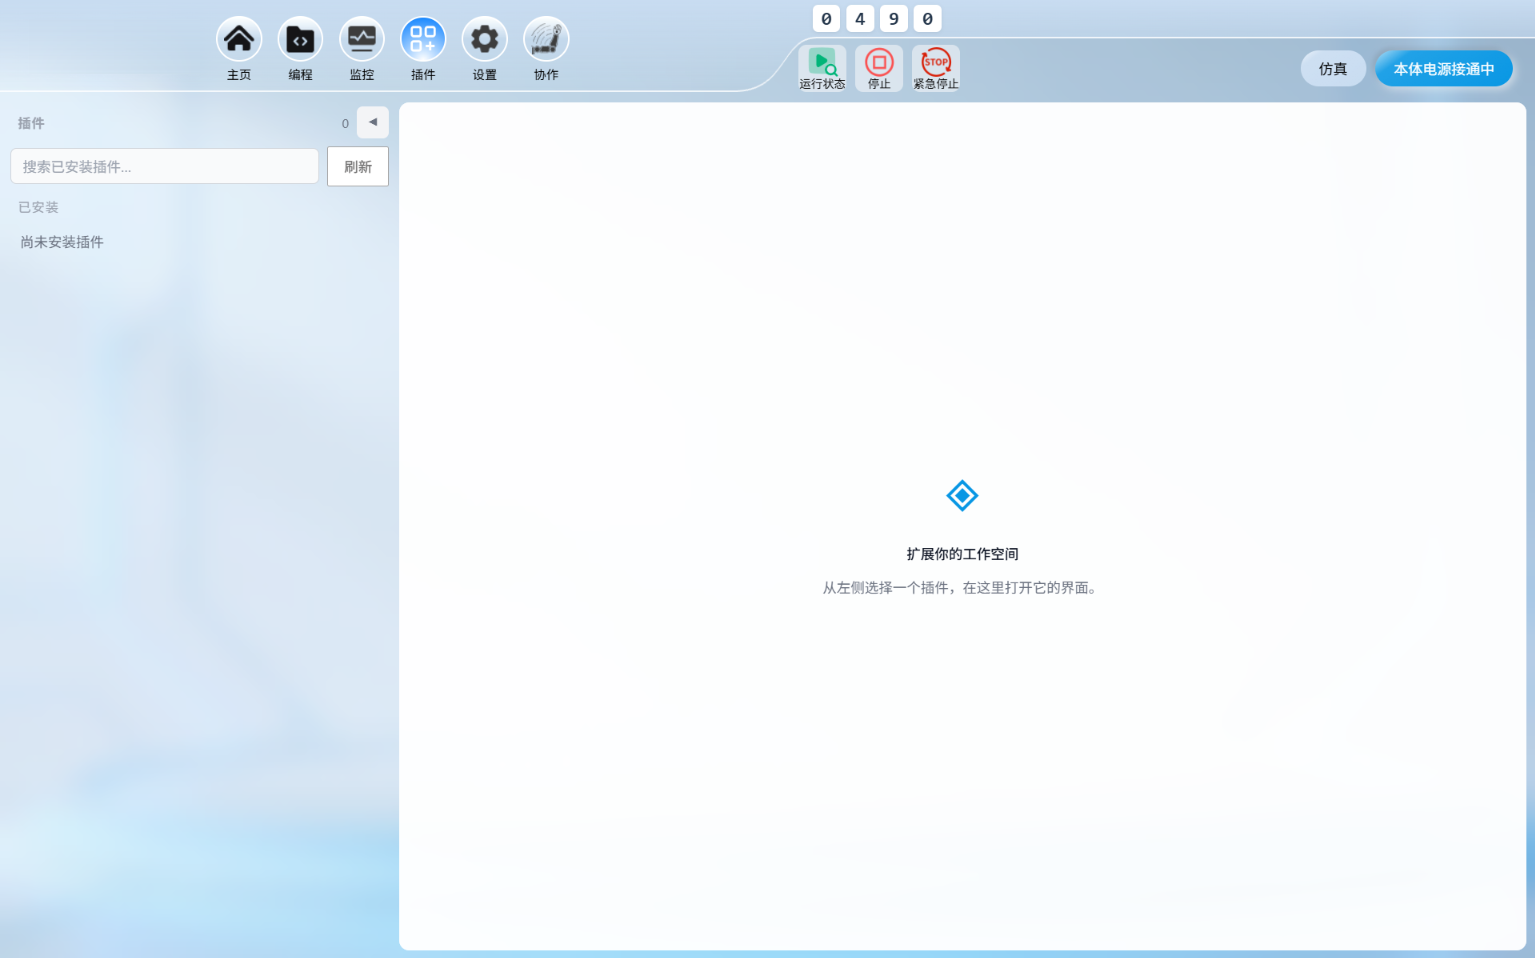 0 4 9 0
主页 编程 监控 插件 设置 协作
运行状态 停止 STOP 紧急停止
仿真 本体电源接通中
插件 0
搜索已安装插件... 刷新
已安装
尚未安装插件
扩展你的工作空间
从左侧选择一个插件，在这里打开它的界面。